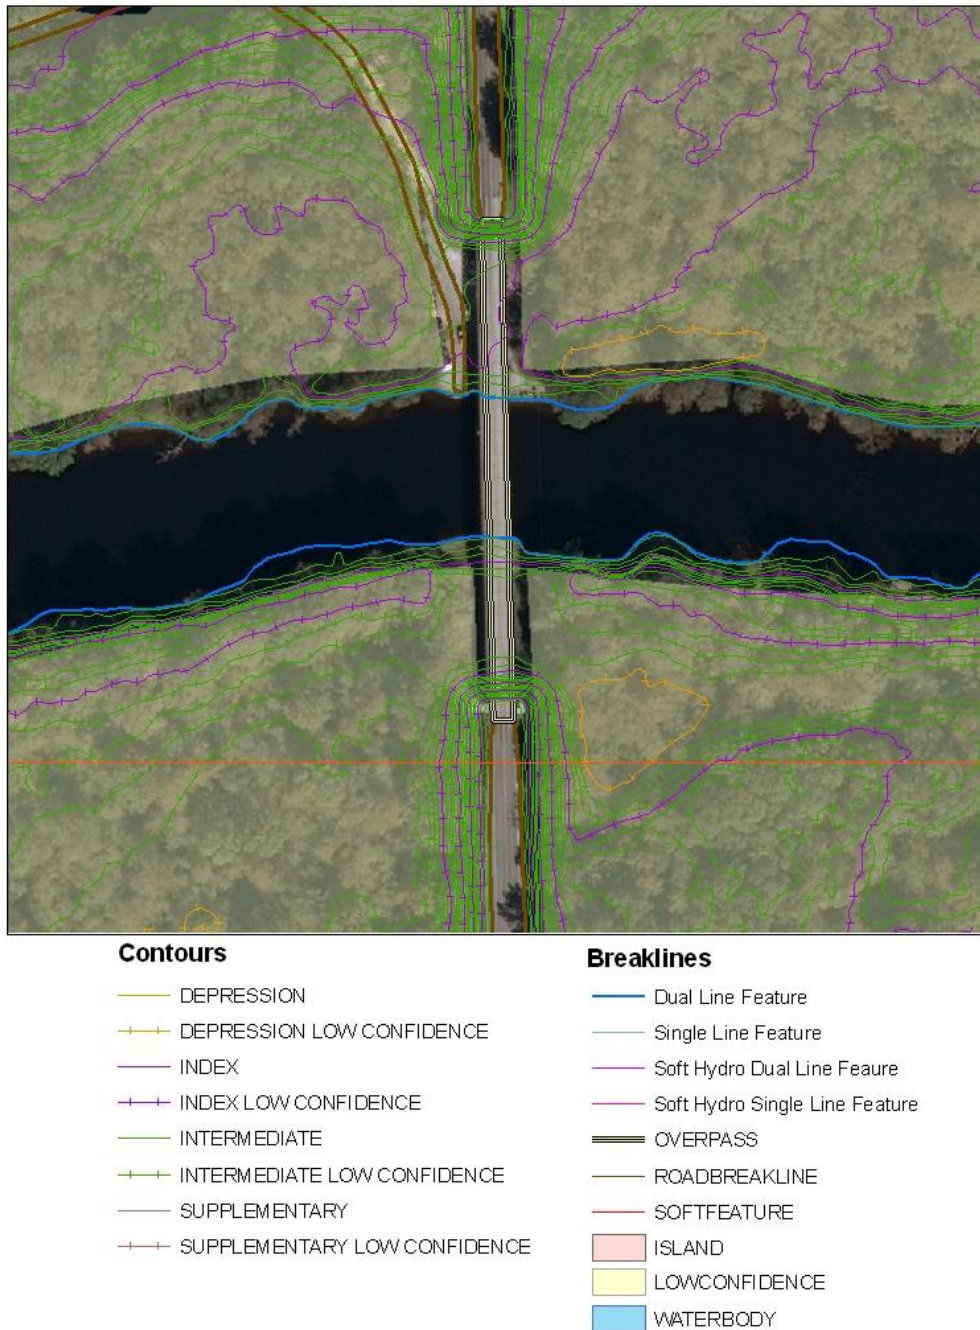 Contours
DEPRESSION
DEPRESSION LOW CONFIDENCE
INDEX
INDEX LOW CONFIDENCE
INTERMEDIATE
INTERMEDIATE LOW CONFIDENCE
SUPPLEMENTARY
SUPPLEMENTARY LOW CONFIDENCE
Breaklines
Dual Line Feature
Single Line Feature
Soft Hydro Dual Line Feaure
Soft Hydro Single Line Feature
OVERPASS
ROADBREAKLINE
SOFTFEATURE
ISLAND
LOWCONFIDENCE
WATERBODY